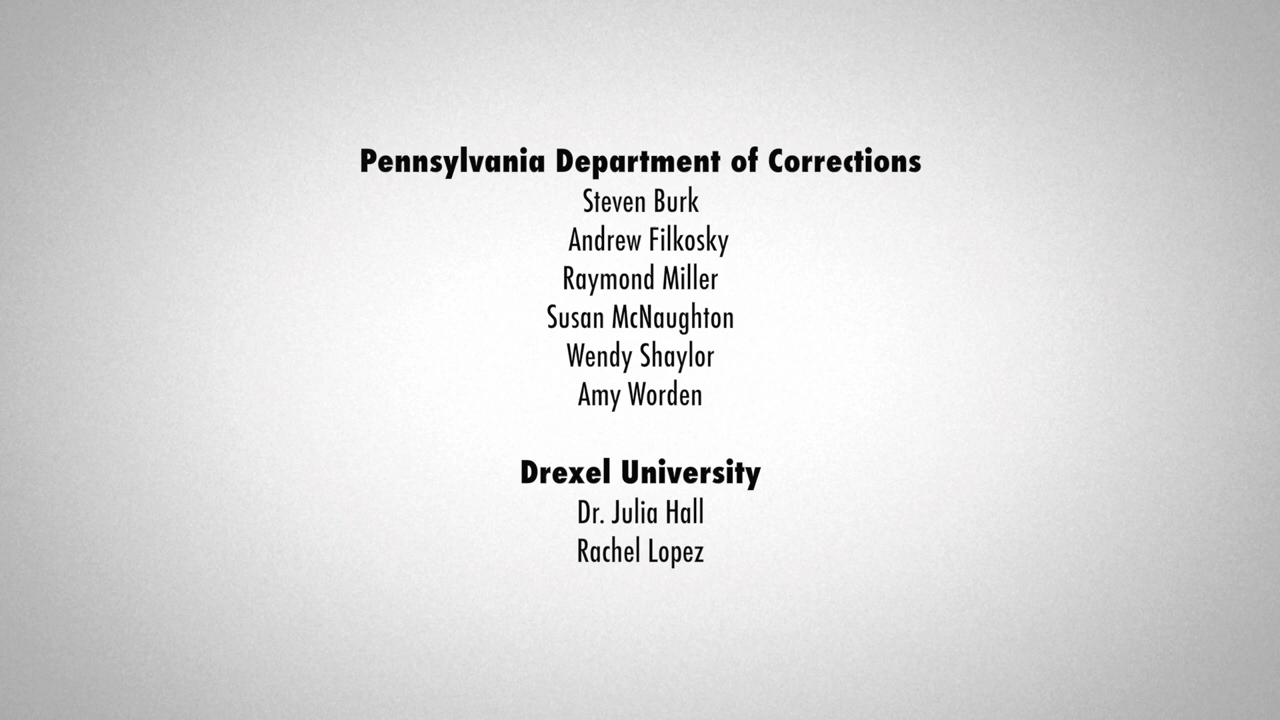 Pennsylvania Department of Corrections
Steven Burk
Andrew Filkosky
Raymond Miller
Susan McNaughton
Wendy Shaylor
Amy Worden
Drexel University
Dr. Julia Hall
Rachel Lopez